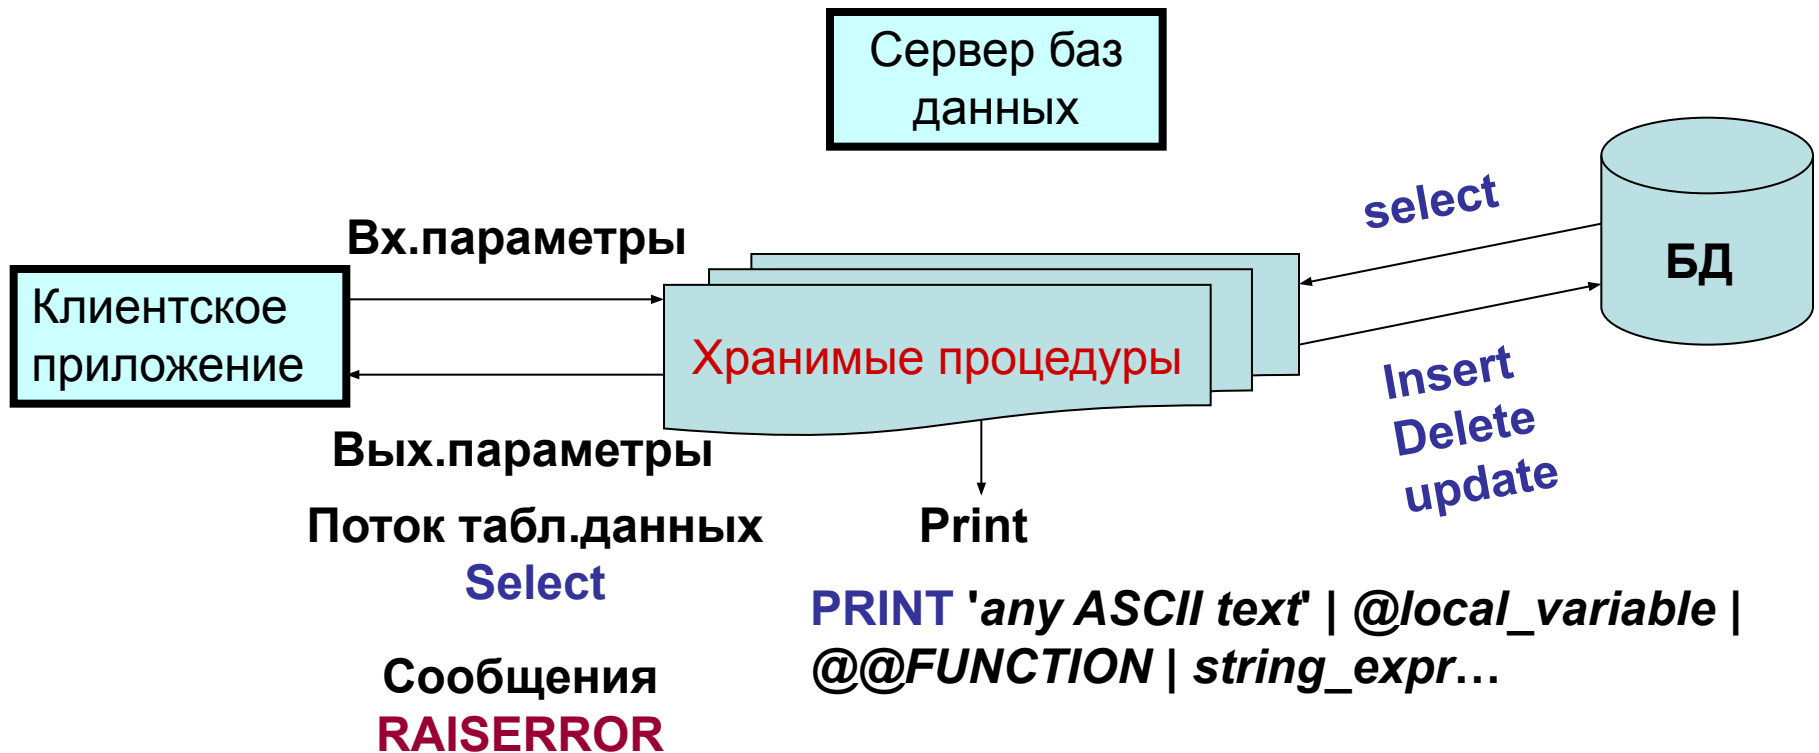 Сервер баз
данных
select
Вх.параметры
БД
Клиентское
приложение
Хранимые процедуры
Insert
Delete
update
Вых.параметры
Поток табл.данных
Select
Print
PRINT 'any ASCII text' | @local_variable |
@@FUNCTION | string_expr...
Сообщения
RAISERROR